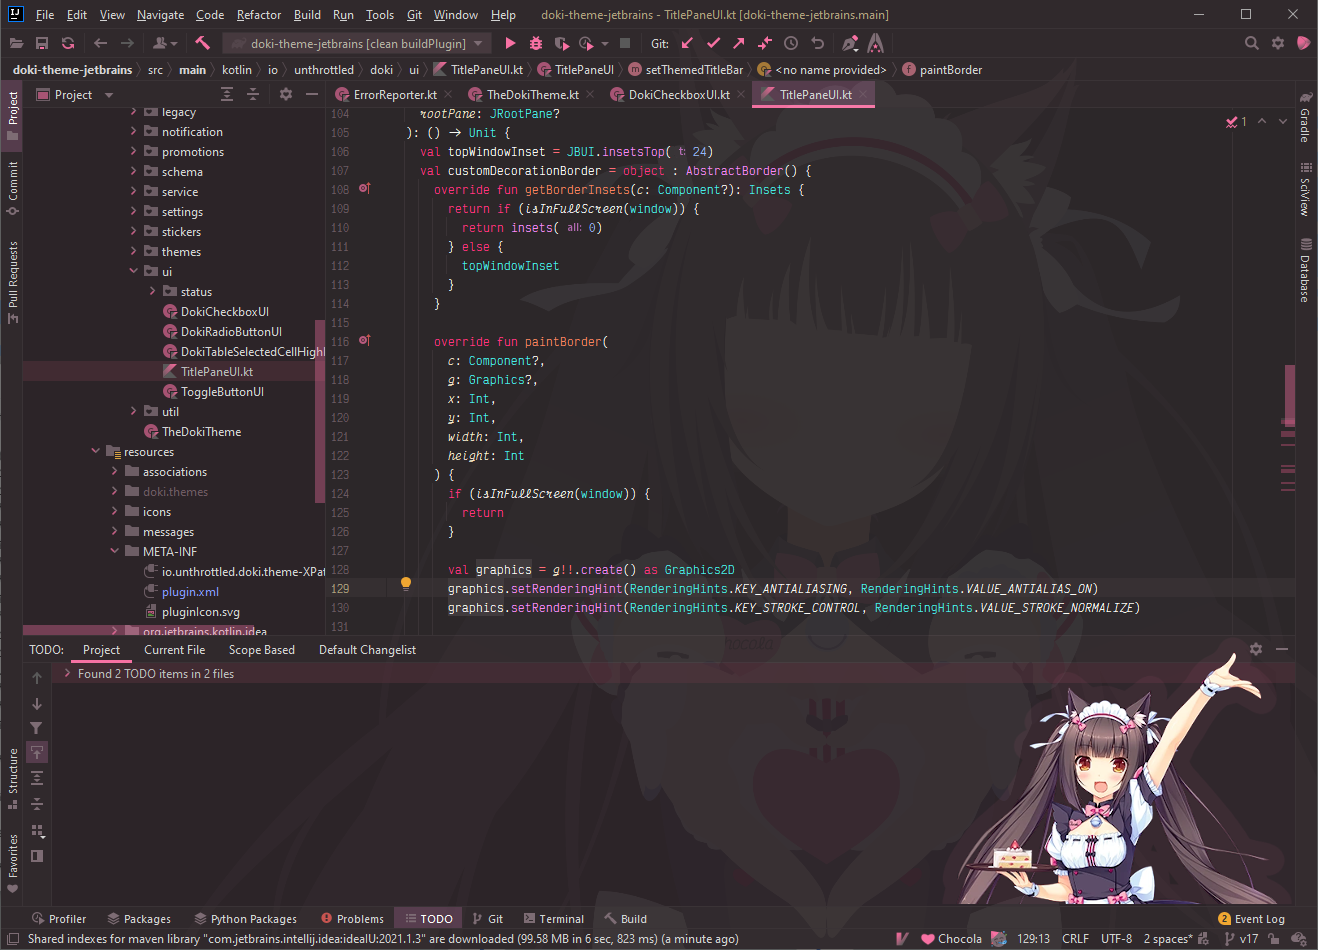 IJ File Edit View Navigate Code Refactor Build Run Tools Git Window Help doki-theme-jetbrains - TitlePaneUI.kt [doki-theme-jetbrains.main]
doki-theme-jetbrains [clean buildPlugin] Git:
doki-theme-jetbrains src main kotlin io unthrottled doki ui TitlePaneUI.kt TitlePaneUI setThemedTitleBar <no name provided> paintBorder
Project ErrorReporter.kt TheDokiTheme.kt DokiCheckboxUI.kt TitlePaneUI.kt
Project
Commit
Pull Requests
Structure
Favorites
legacy
notification
promotions
schema
service
settings
stickers
themes
ui
status
DokiCheckboxUI
DokiRadioButtonUI
DokiTableSelectedCellHighl
TitlePaneUI.kt
ToggleButtonUI
util
TheDokiTheme
resources
associations
doki.themes
icons
messages
META-INF
io.unthrottled.doki.theme-XPat
plugin.xml
pluginIcon.svg
org.jetbrains.kotlin.idea
104 rootPane: JRootPane?
105 ): () → Unit {
106 val topWindowInset = JBUI.insetsTop( t: 24)
107 val customDecorationBorder = object : AbstractBorder() {
108 override fun getBorderInsets(c: Component?): Insets {
109 return if (isInFullScreen(window)) {
110 return insets( all: 0)
111 } else {
112 topWindowInset
113 }
114 }
115
116 override fun paintBorder(
117 c: Component?,
118 g: Graphics?,
119 x: Int,
120 y: Int,
121 width: Int,
122 height: Int
123 ) {
124 if (isInFullScreen(window)) {
125 return
126 }
127
128 val graphics = g!!.create() as Graphics2D
129 graphics.setRenderingHint(RenderingHints.KEY_ANTIALIASING, RenderingHints.VALUE_ANTIALIAS_ON)
130 graphics.setRenderingHint(RenderingHints.KEY_STROKE_CONTROL, RenderingHints.VALUE_STROKE_NORMALIZE)
131
1
Gradle
SciView
Database
TODO: Project Current File Scope Based Default Changelist
Found 2 TODO items in 2 files
Profiler Packages Python Packages Problems TODO Git Terminal Build 2 Event Log
Shared indexes for maven library "com.jetbrains.intellij.idea:ideaIU:2021.1.3" are downloaded (99.58 MB in 6 sec, 823 ms) (a minute ago) Chocola 129:13 CRLF UTF-8 2 spaces* v17